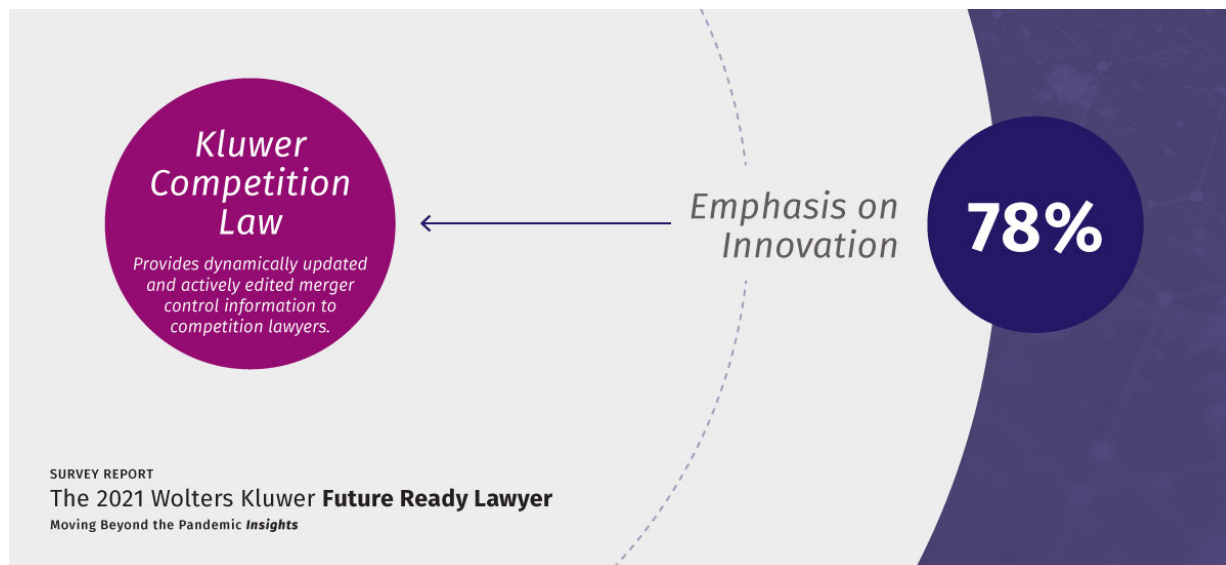 Kluwer
Competition
Law
Provides dynamically updated
and actively edited merger
control information to
competition lawyers.
Emphasis on
Innovation
78%
SURVEY REPORT
The 2021 Wolters Kluwer Future Ready Lawyer
Moving Beyond the Pandemic Insights